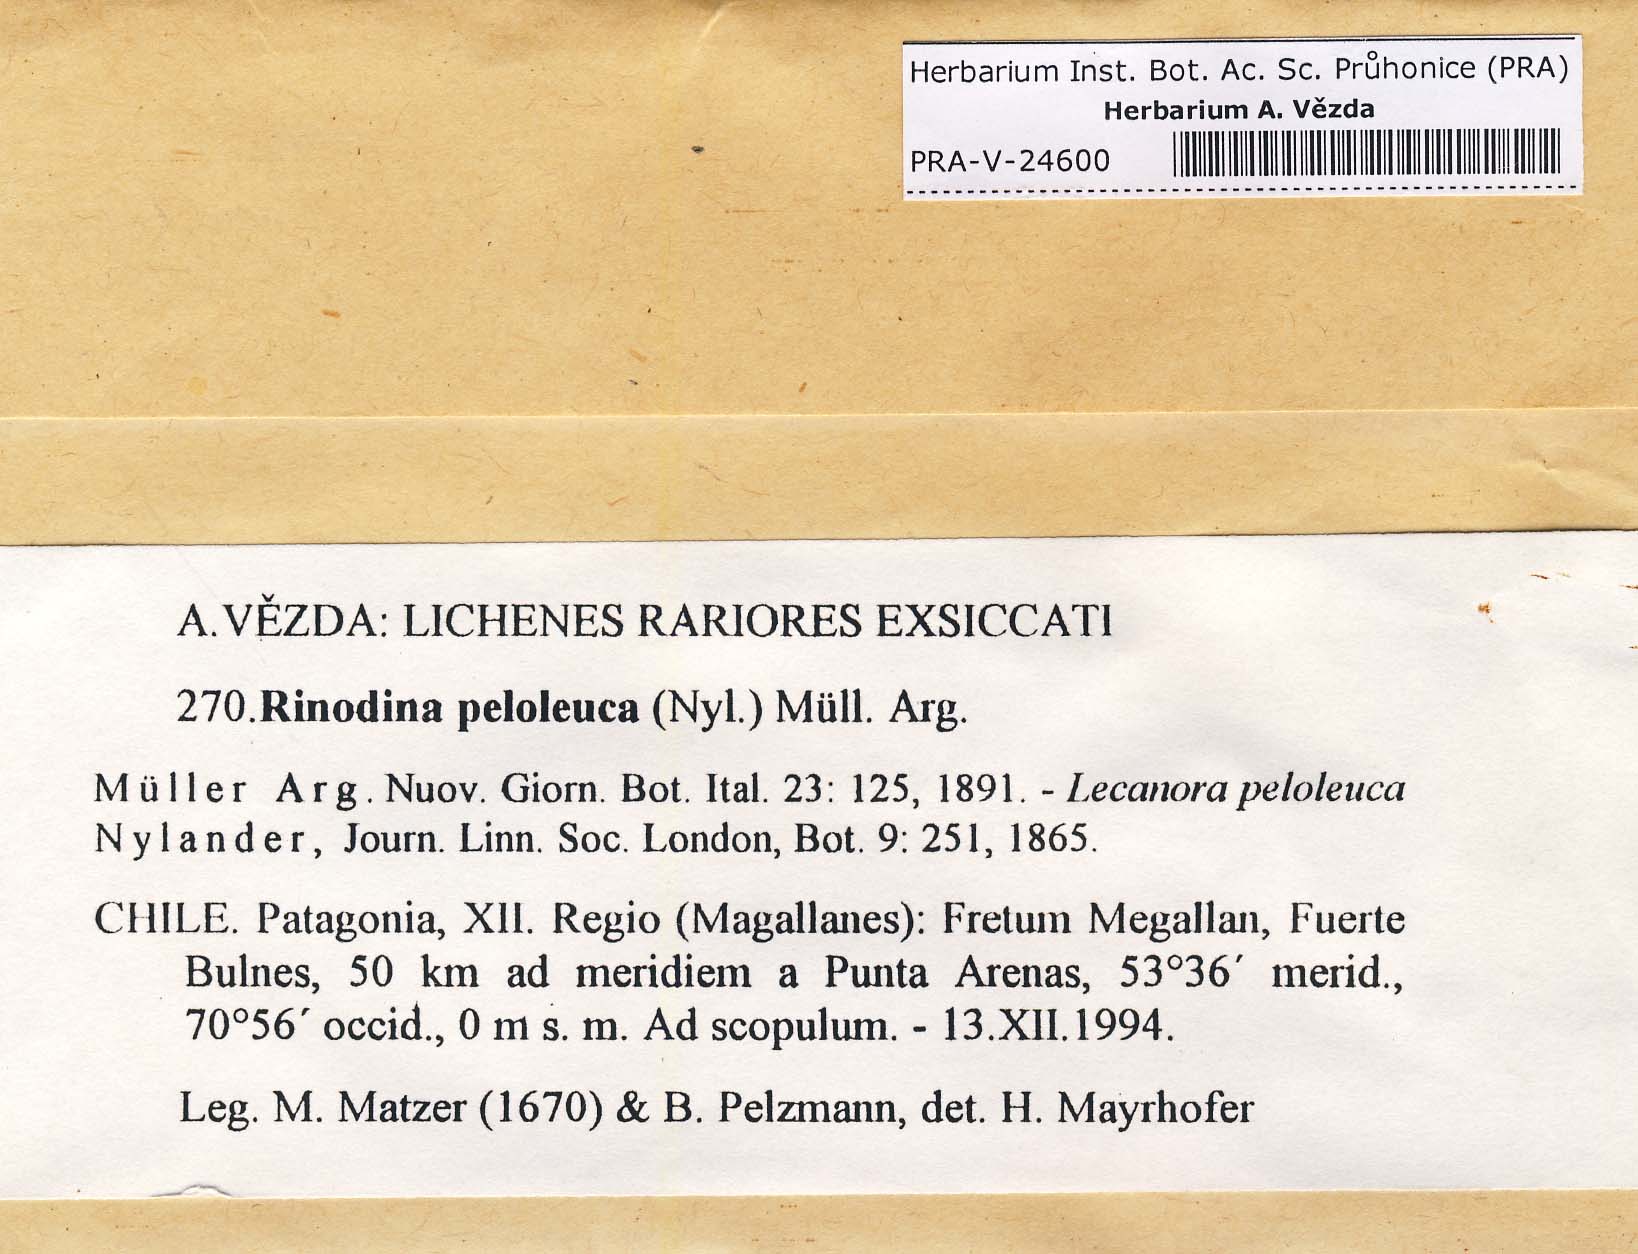 Herbarium Inst. Bot. Ac. Sc. Průhonice (PRA)
Herbarium A. Vězda
PRA-V-24600
A.VĚZDA: LICHENES RARIORES EXSICCATI
270.Rinodina peloleuca (Nyl.) Müll. Arg.
Müller Arg. Nuov. Giorn. Bot. Ital. 23: 125, 1891. - Lecanora peloleuca
Nylander, Journ. Linn. Soc. London, Bot. 9: 251, 1865.
CHILE. Patagonia, XII. Regio (Magallanes): Fretum Megallan, Fuerte
Bulnes, 50 km ad meridiem a Punta Arenas, 53°36´ merid.,
70°56´ occid., 0 m s. m. Ad scopulum. - 13.XII.1994.
Leg. M. Matzer (1670) & B. Pelzmann, det. H. Mayrhofer